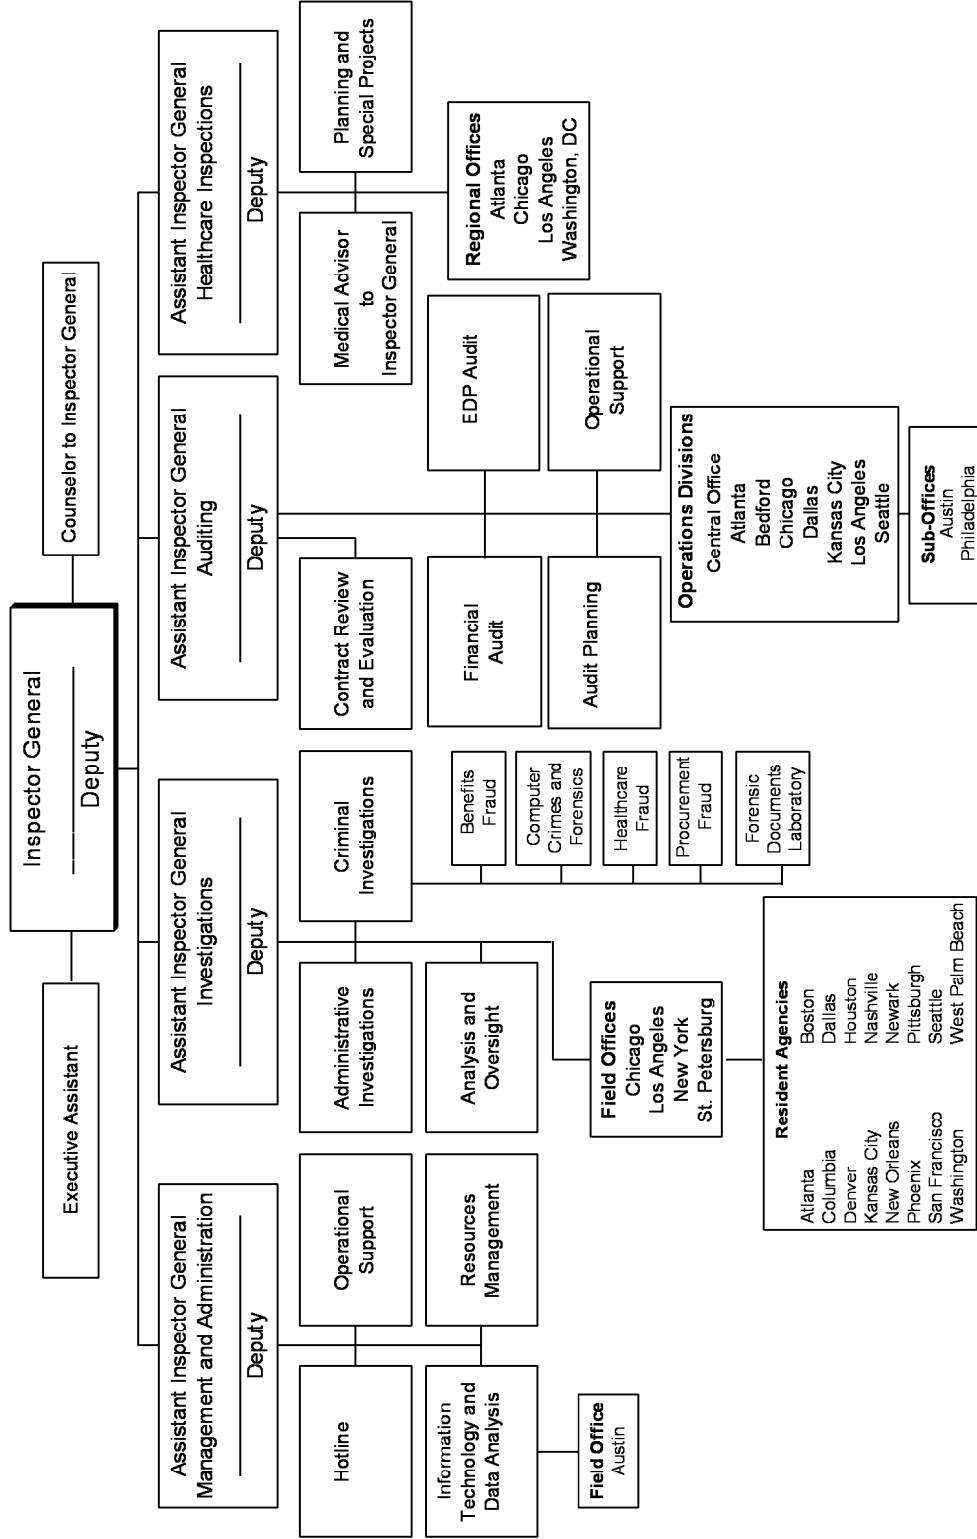 Inspector General
Deputy
Executive Assistant
Counselor to Inspector General
Assistant Inspector General
Management and Administration
Deputy
Hotline
Operational
Support
Information
Technology and
Data Analysis
Resources
Management
Field Office
Austin
Assistant Inspector General
Investigations
Deputy
Administrative
Investigations
Criminal
Investigations
Analysis and
Oversight
Benefits
Fraud
Computer
Crimes and
Forensics
Healthcare
Fraud
Procurement
Fraud
Forensic
Documents
Laboratory
Field Offices
Chicago
Los Angeles
New York
St. Petersburg
Resident Agencies
Atlanta Boston
Columbia Dallas
Denver Houston
Kansas City Nashville
New Orleans Newark
Phoenix Pittsburgh
San Francisco Seattle
Washington West Palm Beach
Assistant Inspector General
Auditing
Deputy
Contract Review
and Evaluation
Financial
Audit
EDP Audit
Audit Planning
Operational
Support
Operations Divisions
Central Office
Atlanta
Bedford
Chicago
Dallas
Kansas City
Los Angeles
Seattle
Sub-Offices
Austin
Philadelphia
Assistant Inspector General
Healthcare Inspections
Deputy
Medical Advisor
to
Inspector General
Planning and
Special Projects
Regional Offices
Atlanta
Chicago
Los Angeles
Washington, DC